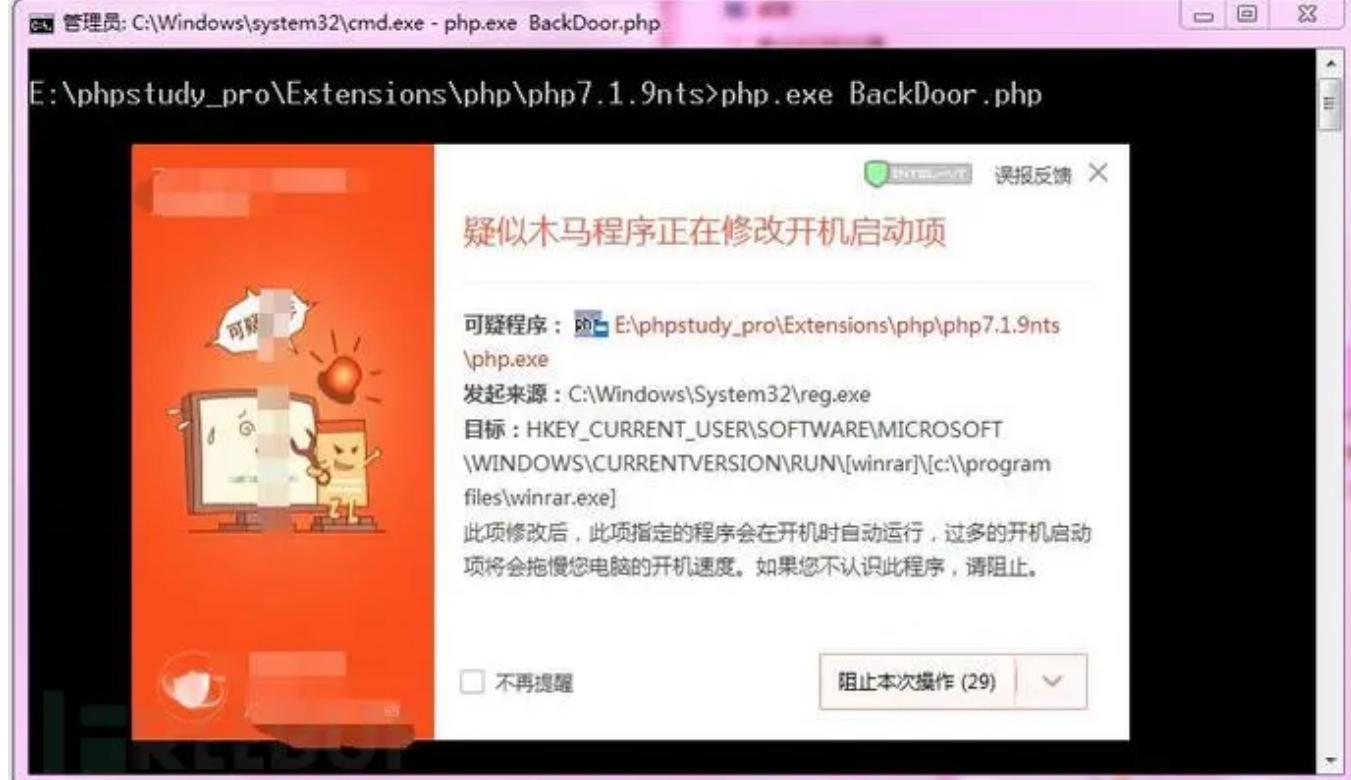 管理员: C:\Windows\system32\cmd.exe - php.exe  BackDoor.php
E:\phpstudy_pro\Extensions\php\php7.1.9nts>php.exe BackDoor.php
INTEL-VT 误报反馈
疑似木马程序正在修改开机启动项
可疑程序： E:\phpstudy_pro\Extensions\php\php7.1.9nts
\php.exe
发起来源：C:\Windows\System32\reg.exe
目标：HKEY_CURRENT_USER\SOFTWARE\MICROSOFT
\WINDOWS\CURRENTVERSION\RUN\[winrar]\[c:\\program
files\winrar.exe]
此项修改后，此项指定的程序会在开机时自动运行，过多的开机启动
项将会拖慢您电脑的开机速度。如果您不认识此程序，请阻止。
不再提醒
阻止本次操作 (29)